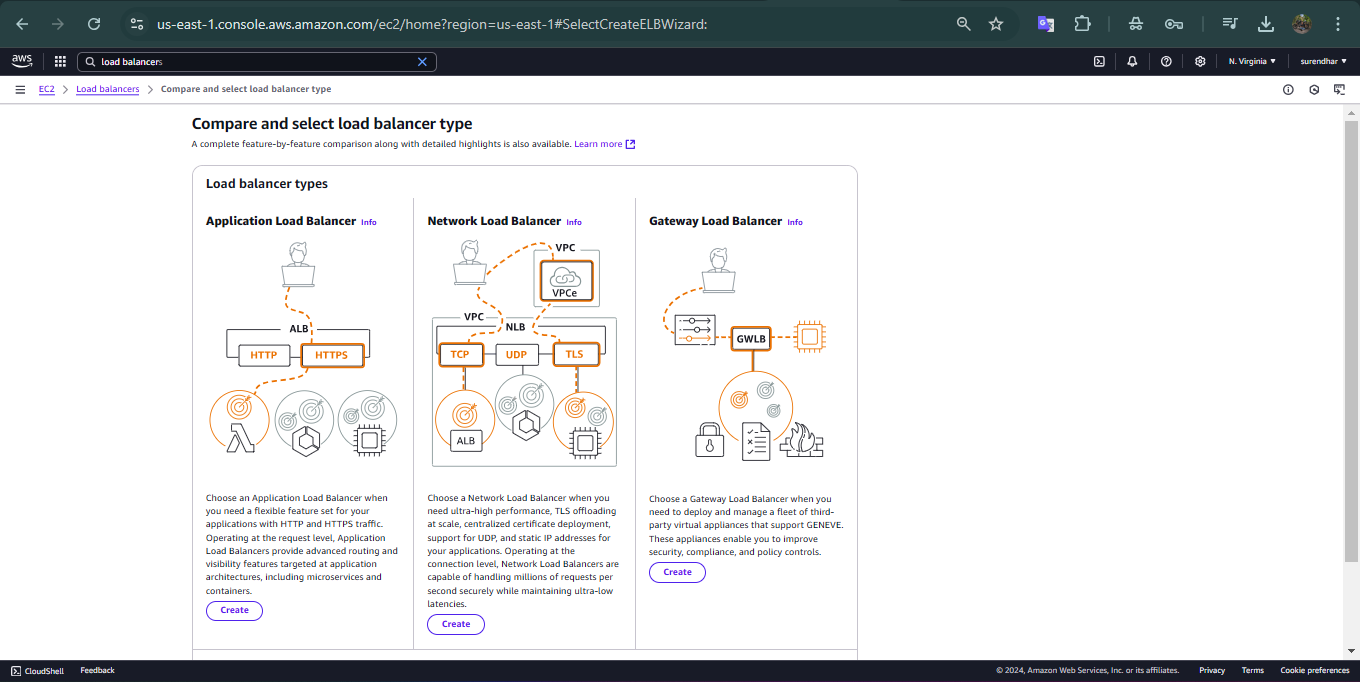 us-east-1.console.aws.amazon.com/ec2/home?region=us-east-1#SelectCreateELBWizard:
aws
load balancers
N. Virginia
surendhar
EC2
Load balancers
Compare and select load balancer type
Compare and select load balancer type
A complete feature-by-feature comparison along with detailed highlights is also available. Learn more
Load balancer types
Application Load Balancer Info
ALB
HTTP
HTTPS
Choose an Application Load Balancer when
you need a flexible feature set for your
applications with HTTP and HTTPS traffic.
Operating at the request level, Application
Load Balancers provide advanced routing and
visibility features targeted at application
architectures, including microservices and
containers.
Create
Network Load Balancer Info
VPC
VPCe
VPC
NLB
TCP
UDP
TLS
ALB
Choose a Network Load Balancer when you
need ultra-high performance, TLS offloading
at scale, centralized certificate deployment,
support for UDP, and static IP addresses for
your applications. Operating at the
connection level, Network Load Balancers are
capable of handling millions of requests per
second securely while maintaining ultra-low
latencies.
Create
Gateway Load Balancer Info
GWLB
Choose a Gateway Load Balancer when you
need to deploy and manage a fleet of third-
party virtual appliances that support GENEVE.
These appliances enable you to improve
security, compliance, and policy controls.
Create
CloudShell
Feedback
© 2024, Amazon Web Services, Inc. or its affiliates.
Privacy
Terms
Cookie preferences